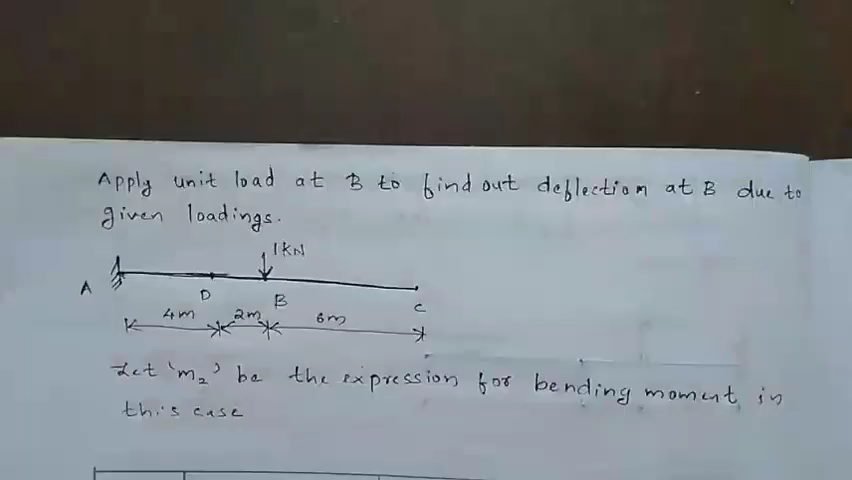 Apply unit load at B to find out deflection at B due to
given loadings.
1KN
A
D
B
C
4m
2m
6m
Let 'm₂' be the expression for bending moment in
this case